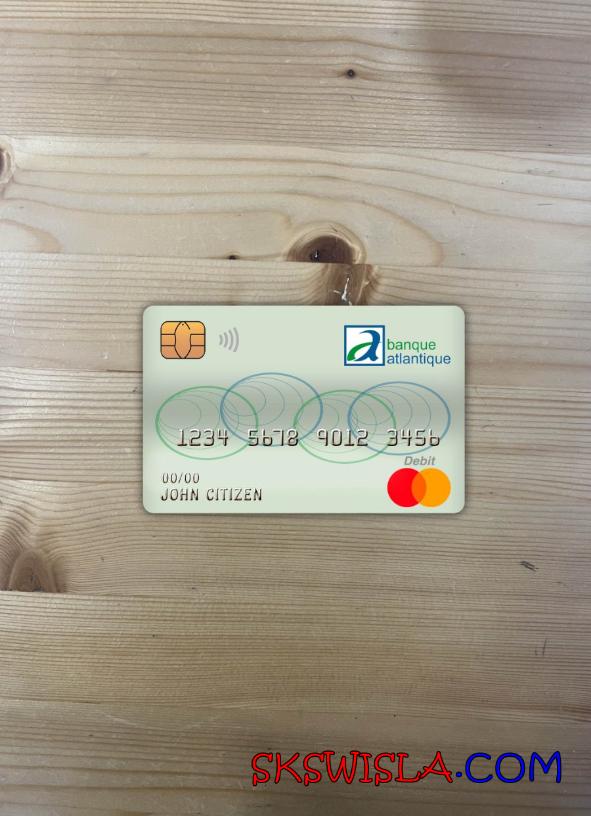 banque
atlantique
1234 5678 9012 3456
Debit
00/00
JOHN CITIZEN
SKSWISLA.COM